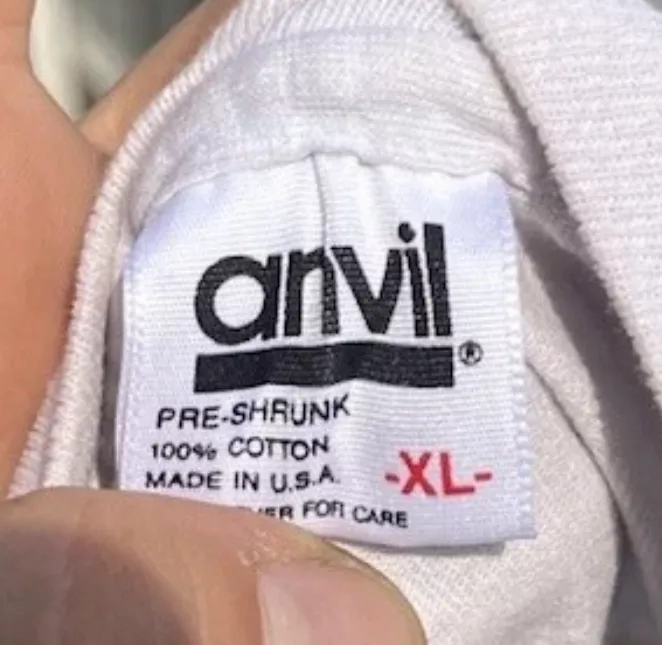 anvil®
PRE-SHRUNK
100% COTTON
MADE IN U.S.A.
-XL-
FOR CARE